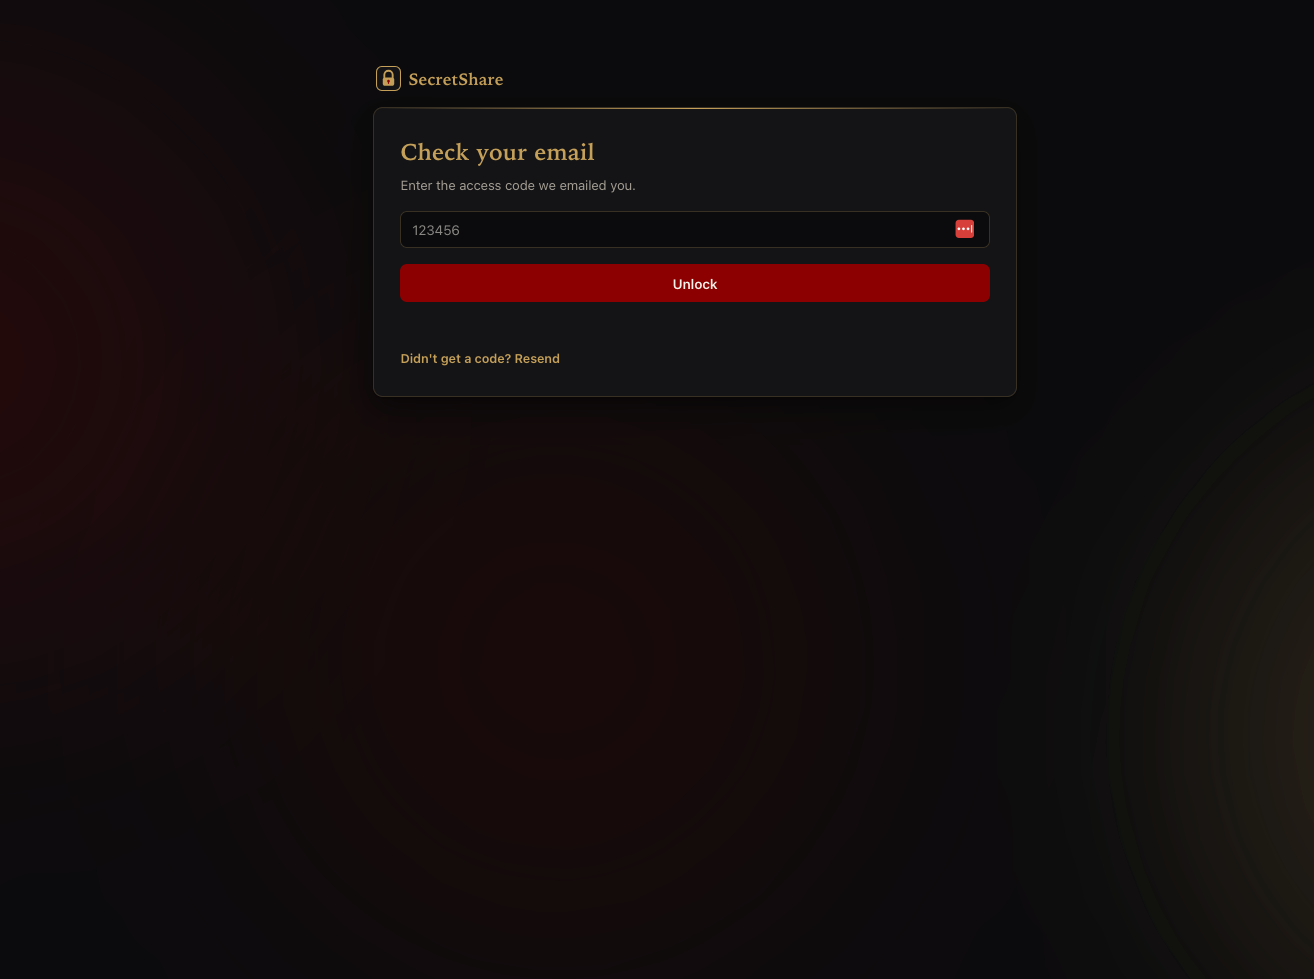 SecretShare
Check your email
Enter the access code we emailed you.
123456
Unlock
Didn't get a code? Resend